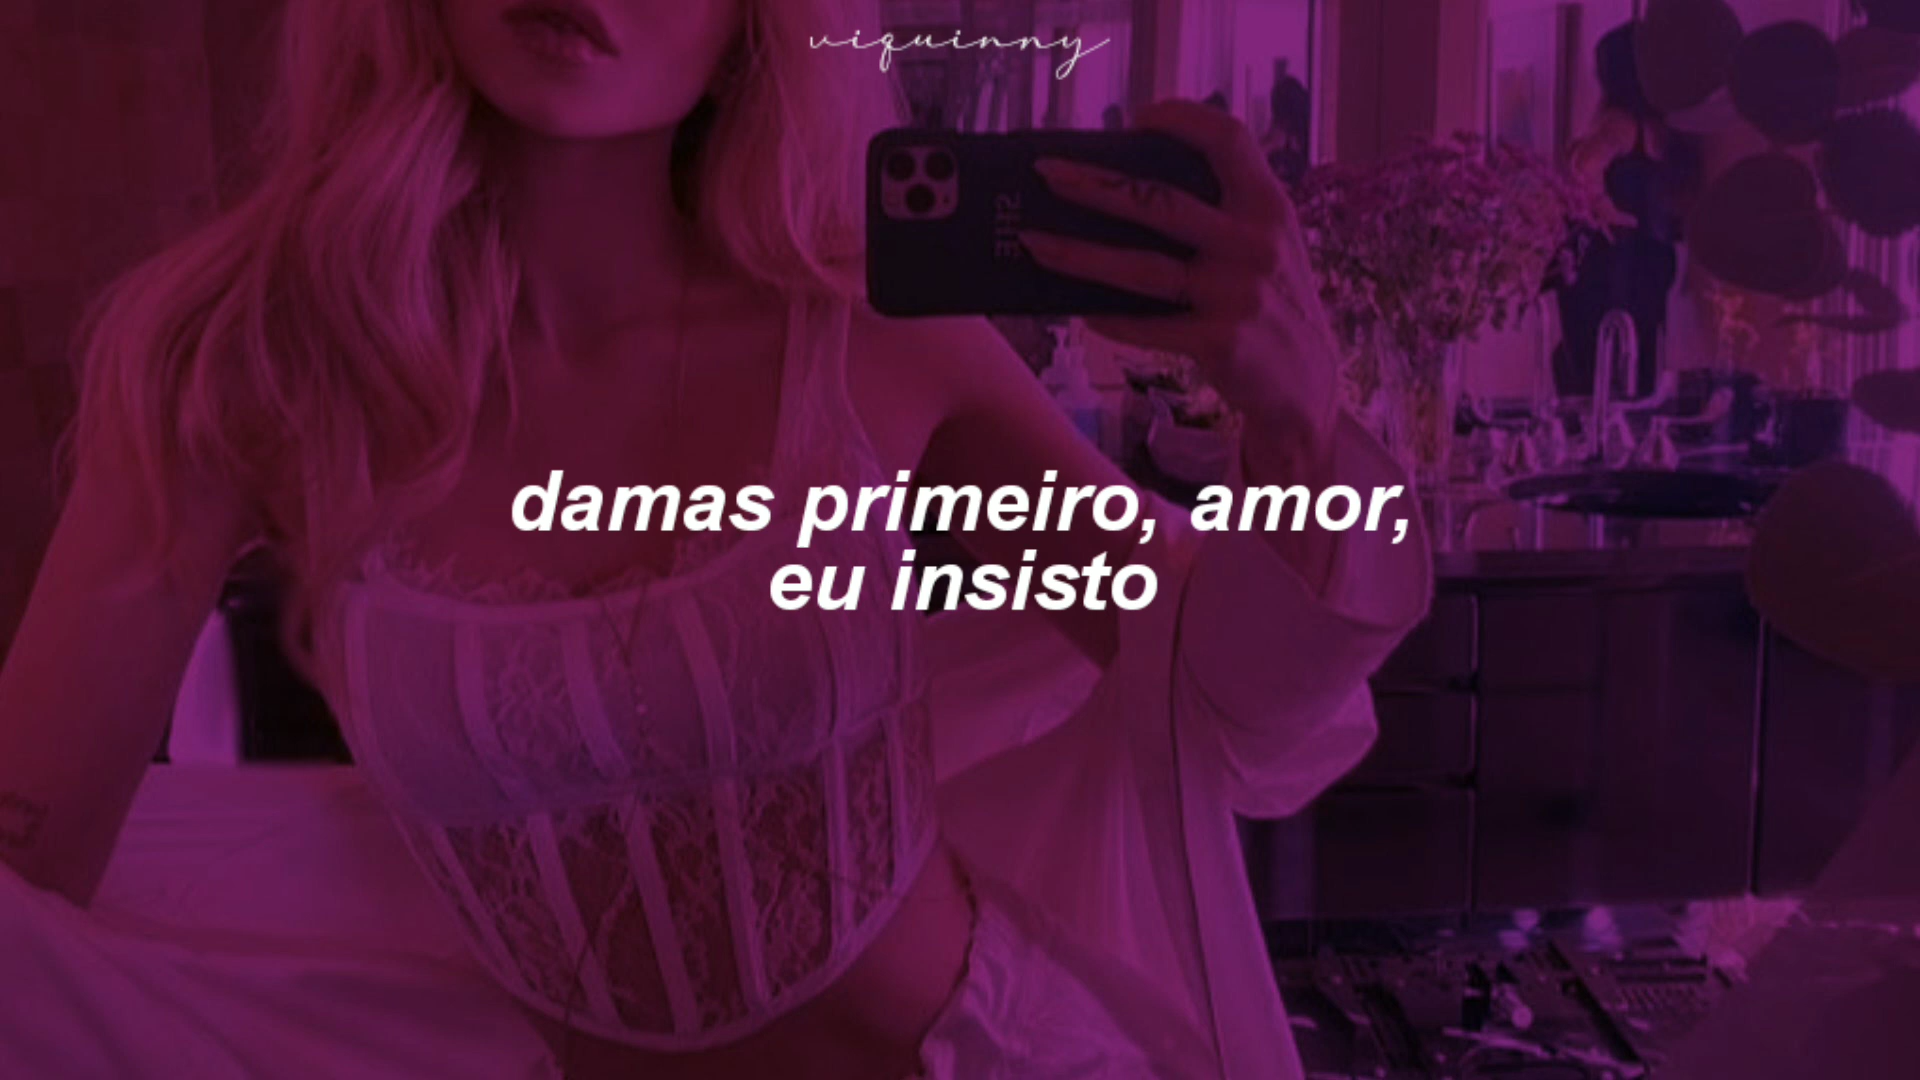 viquinny
damas primeiro, amor,
eu insisto